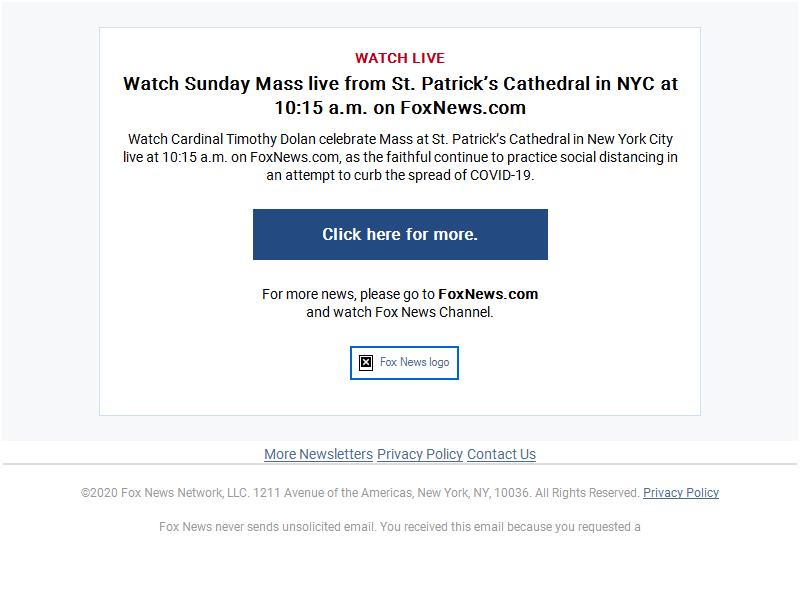 WATCH LIVE
Watch Sunday Mass live from St. Patrick’s Cathedral in NYC at
10:15 a.m. on FoxNews.com
Watch Cardinal Timothy Dolan celebrate Mass at St. Patrick’s Cathedral in New York City
live at 10:15 a.m. on FoxNews.com, as the faithful continue to practice social distancing in
an attempt to curb the spread of COVID-19.
Click here for more.
For more news, please go to FoxNews.com
and watch Fox News Channel.
Fox News logo
More Newsletters Privacy Policy Contact Us
©2020 Fox News Network, LLC. 1211 Avenue of the Americas, New York, NY, 10036. All Rights Reserved. Privacy Policy
Fox News never sends unsolicited email. You received this email because you requested a